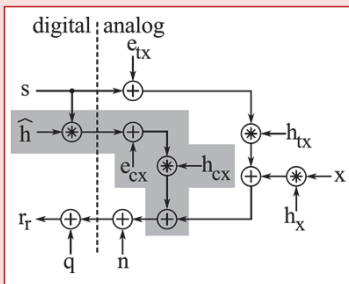 digital analog
e_tx
s
ĥ
h_tx
e_cx
h_cx
x
h_x
r_r
q
n